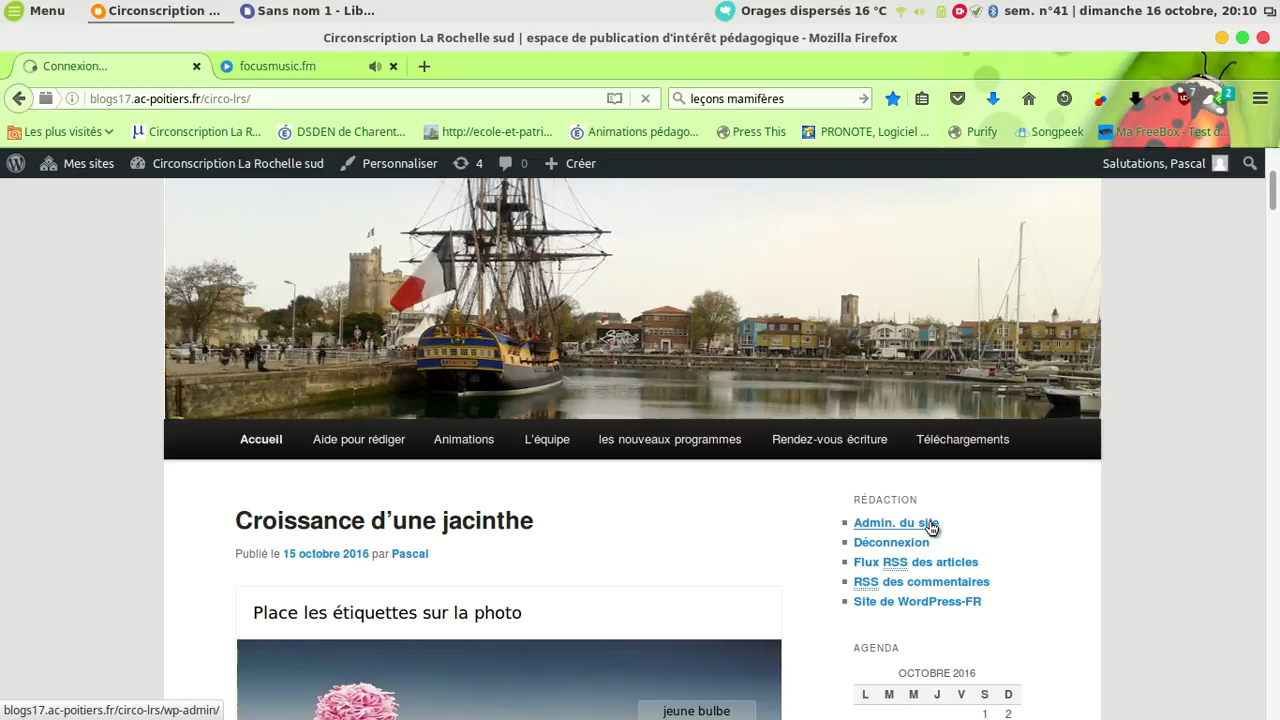 Menu Circonscription ... Sans nom 1 - Lib... Orages dispersés 16 °C sem. n°41 | dimanche 16 octobre, 20:10
Circonscription La Rochelle sud | espace de publication d'intérêt pédagogique - Mozilla Firefox
Connexion... focusmusic.fm
blogs17.ac-poitiers.fr/circo-lrs/ leçons mamifères 7 2
Les plus visités Circonscription La R... DSDEN de Charent... http://ecole-et-patri... Animations pédago... Press This PRONOTE, Logiciel ... Purify Songpeek Ma FreeBox - Test d...
Mes sites Circonscription La Rochelle sud Personnaliser 4 0 Créer Salutations, Pascal
Accueil Aide pour rédiger Animations L'équipe les nouveaux programmes Rendez-vous écriture Téléchargements
RÉDACTION
Croissance d'une jacinthe
Admin. du site
Déconnexion
Publié le 15 octobre 2016 par Pascal
Flux RSS des articles
RSS des commentaires
Site de WordPress-FR
Place les étiquettes sur la photo
AGENDA
OCTOBRE 2016
L M M J V S D
1 2
jeune bulbe
blogs17.ac-poitiers.fr/circo-lrs/wp-admin/